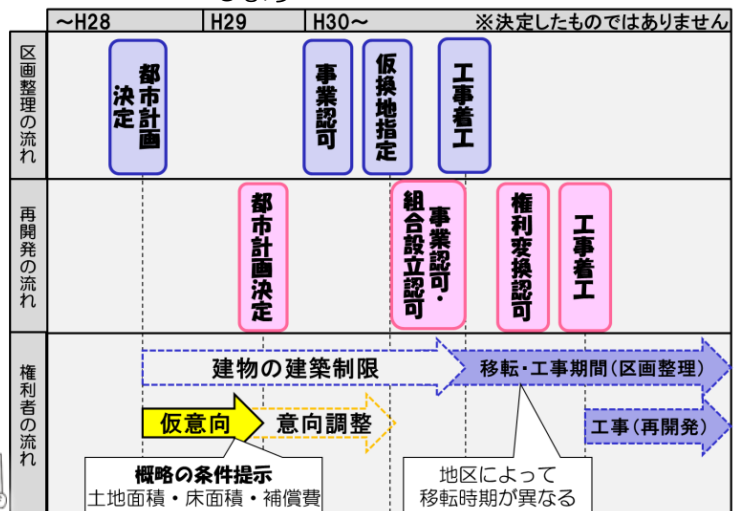 ~H28
H29
H30~
※決定したものではありません
区画整理の流れ
都市計画
決定
事業認可
仮換地指定
工事着工
再開発の流れ
都市計画決定
事業認可・
組合設立認可
権利変換認可
工事着工
権利者の流れ
建物の建築制限
移転・工事期間(区画整理)
仮意向
意向調整
工事(再開発)
概略の条件提示
土地面積・床面積・補償費
地区によって
移転時期が異なる